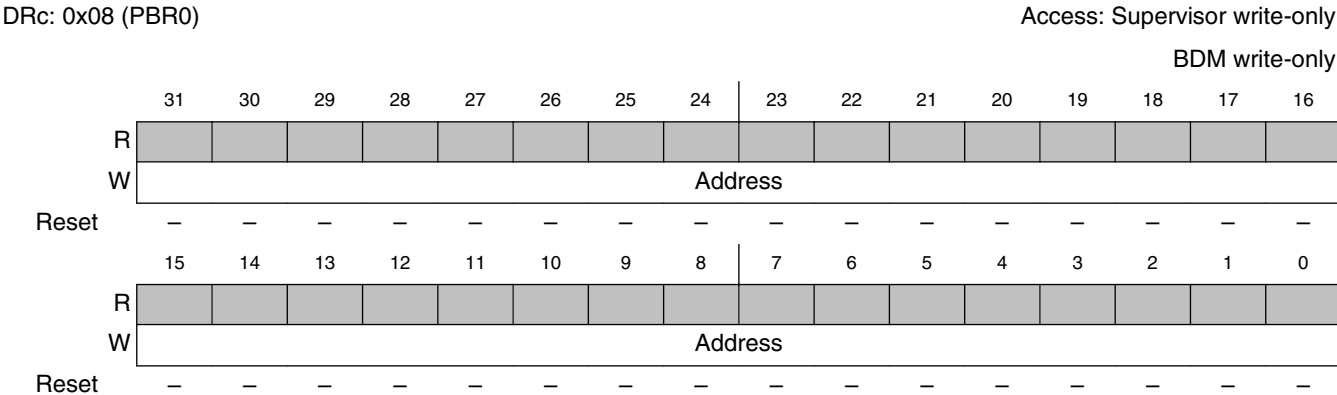 DRc: 0x08 (PBR0) Access: Supervisor write-only
BDM write-only
31 30 29 28 27 26 25 24 23 22 21 20 19 18 17 16
R
W Address
Reset – – – – – – – – – – – – – – – –
15 14 13 12 11 10 9 8 7 6 5 4 3 2 1 0
R
W Address
Reset – – – – – – – – – – – – – – – –